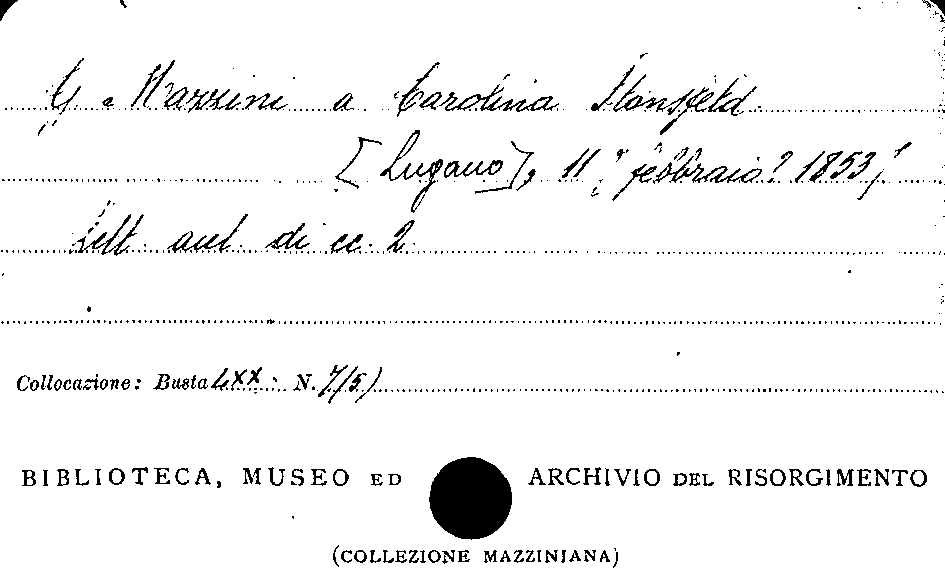 G. Mazzini a Carolina Stansfeld.
[Lugano], 11 febbraio? 1853.
Lett. aut. di cc. 2.
Collocazione: Busta LXX. N. 7/5)
BIBLIOTECA, MUSEO ED ARCHIVIO DEL RISORGIMENTO
(COLLEZIONE MAZZINIANA)